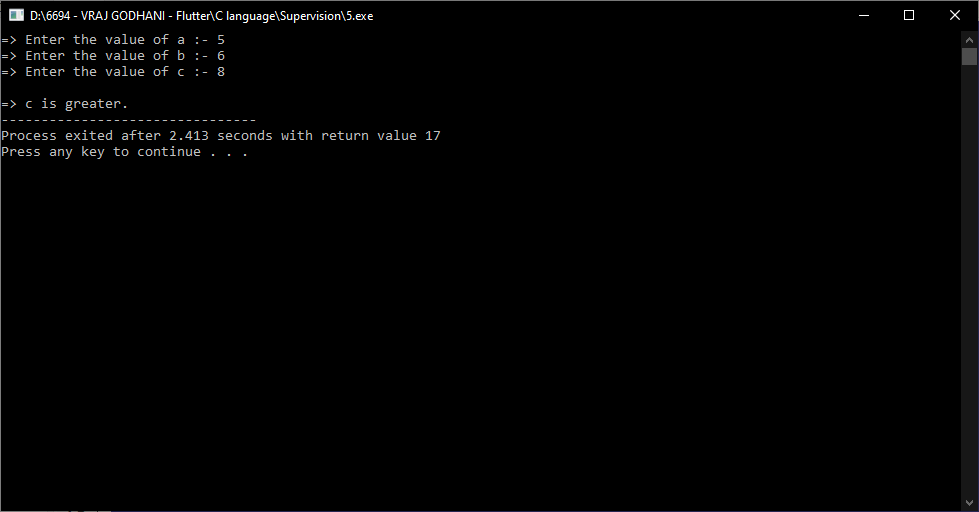 D:\6694 - VRAJ GODHANI - Flutter\C language\Supervision\5.exe
=> Enter the value of a :- 5
=> Enter the value of b :- 6
=> Enter the value of c :- 8
=> c is greater.
--------------------------------
Process exited after 2.413 seconds with return value 17
Press any key to continue . . .